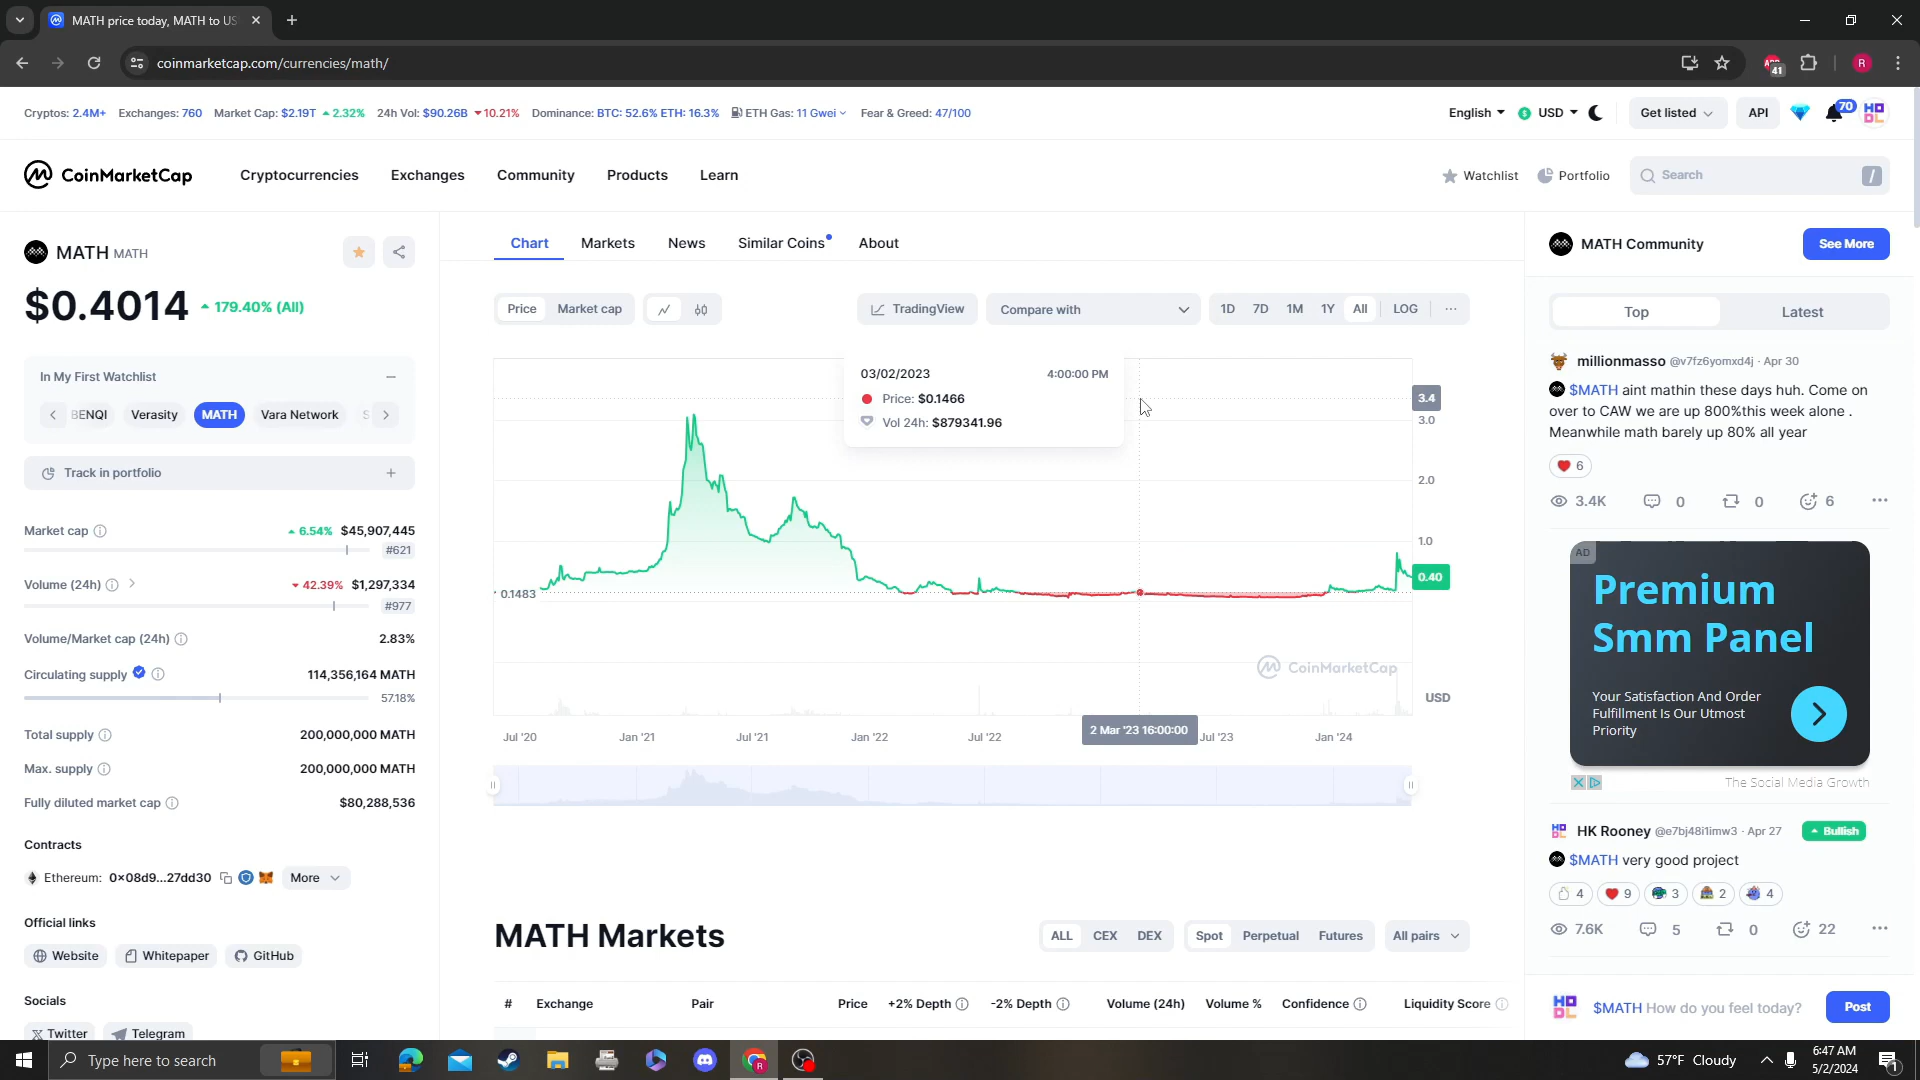 MATH price today, MATH to US
coinmarketcap.com/currencies/math/
41
R
Cryptos: 2.4M+ Exchanges: 760 Market Cap: $2.19T 2.32% 24h Vol: $90.26B 10.21% Dominance: BTC: 52.6% ETH: 16.3% ETH Gas: 11 Gwei Fear & Greed: 47/100
English USD Get listed API 70
CoinMarketCap Cryptocurrencies Exchanges Community Products Learn
Watchlist Portfolio Search /
MATH MATH
$0.4014 179.40% (All)
In My First Watchlist
BENQI Verasity MATH Vara Network S
Track in portfolio +
Market cap 6.54% $45,907,445
#621
Volume (24h) 42.39% $1,297,334
#977
Volume/Market cap (24h) 2.83%
Circulating supply 114,356,164 MATH
57.18%
Total supply 200,000,000 MATH
Max. supply 200,000,000 MATH
Fully diluted market cap $80,288,536
Contracts
Ethereum: 0x08d9...27dd30 More
Official links
Website Whitepaper GitHub
Socials
Twitter Telegram
Chart Markets News Similar Coins About
Price Market cap TradingView Compare with 1D 7D 1M 1Y All LOG ...
03/02/2023 4:00:00 PM
Price: $0.1466
Vol 24h: $879341.96
3.4
3.0
2.0
1.0
0.40
0.1483
CoinMarketCap
USD
Jul '20 Jan '21 Jul '21 Jan '22 Jul '22 2 Mar '23 16:00:00 Jul '23 Jan '24
MATH Markets
ALL CEX DEX Spot Perpetual Futures All pairs
# Exchange Pair Price +2% Depth -2% Depth Volume (24h) Volume % Confidence Liquidity Score
MATH Community See More
Top Latest
millionmasso @v7fz6yomxd4j · Apr 30
$MATH aint mathin these days huh. Come on
over to CAW we are up 800%this week alone .
Meanwhile math barely up 80% all year
6
3.4K 0 0 6
AD
Premium
Smm Panel
Your Satisfaction And Order
Fulfillment Is Our Utmost
Priority
The Social Media Growth
HK Rooney @e7bj48i1imw3 · Apr 27 Bullish
$MATH very good project
4 9 3 2 4
7.6K 5 0 22
$MATH How do you feel today? Post
Type here to search
R
57°F Cloudy
6:47 AM
5/2/2024
1